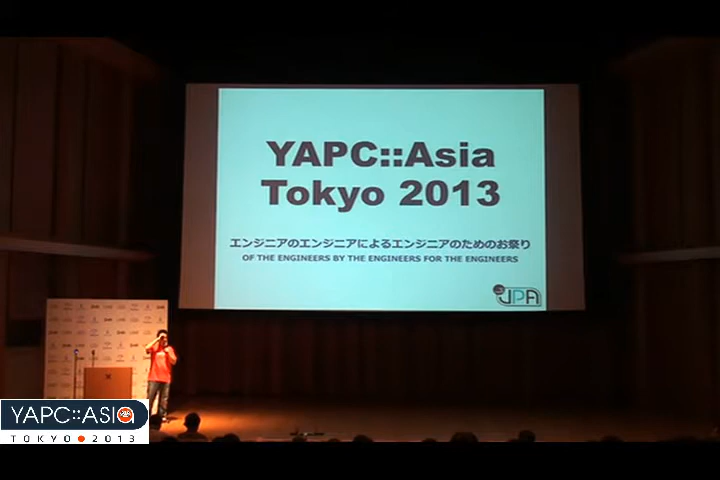 YAPC::Asia
Tokyo 2013
エンジニアのエンジニアによるエンジニアのためのお祭り
OF THE ENGINEERS BY THE ENGINEERS FOR THE ENGINEERS
JPA
YAPC::ASIA
TOKYO 2013